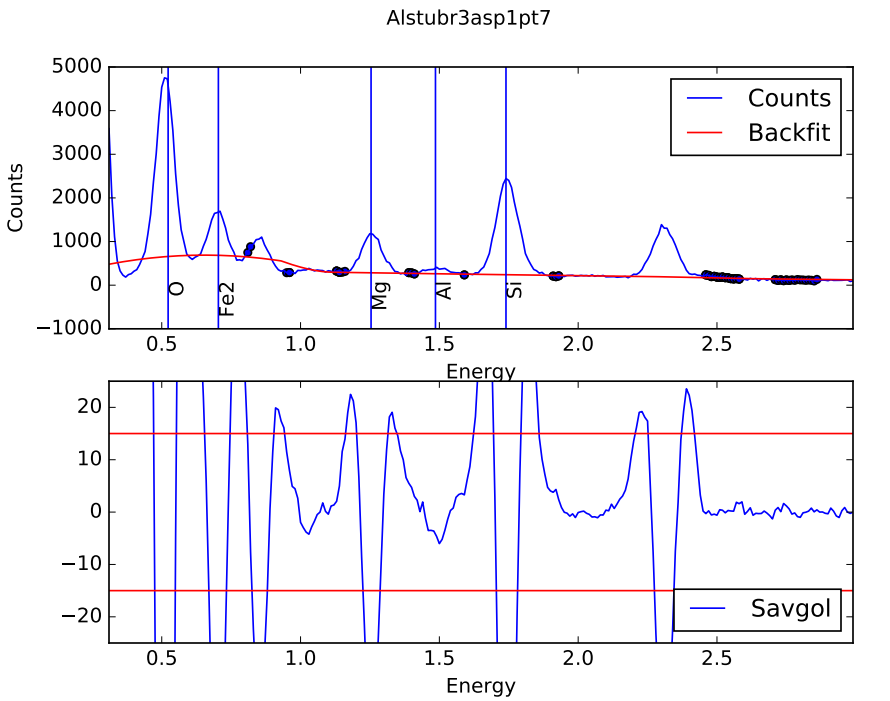 Alstubr3asp1pt7
5000
4000
3000
2000
1000
0
−1000
Counts
Counts
Backfit
O
Fe2
Mg
Al
Si
0.5 1.0 1.5 2.0 2.5
Energy
20
10
0
−10
−20
Savgol
0.5 1.0 1.5 2.0 2.5
Energy